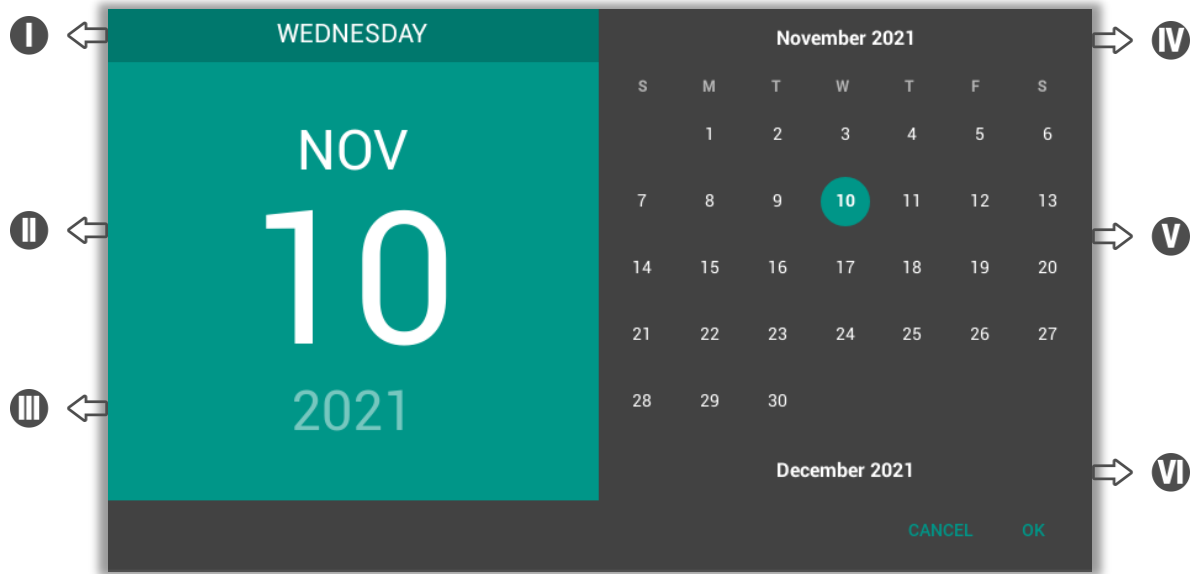 I
WEDNESDAY
NOV
II
10
III
2021
IV
November 2021
S M T W T F S
1 2 3 4 5 6
7 8 9 10 11 12 13
V
14 15 16 17 18 19 20
21 22 23 24 25 26 27
28 29 30
December 2021
VI
CANCEL OK